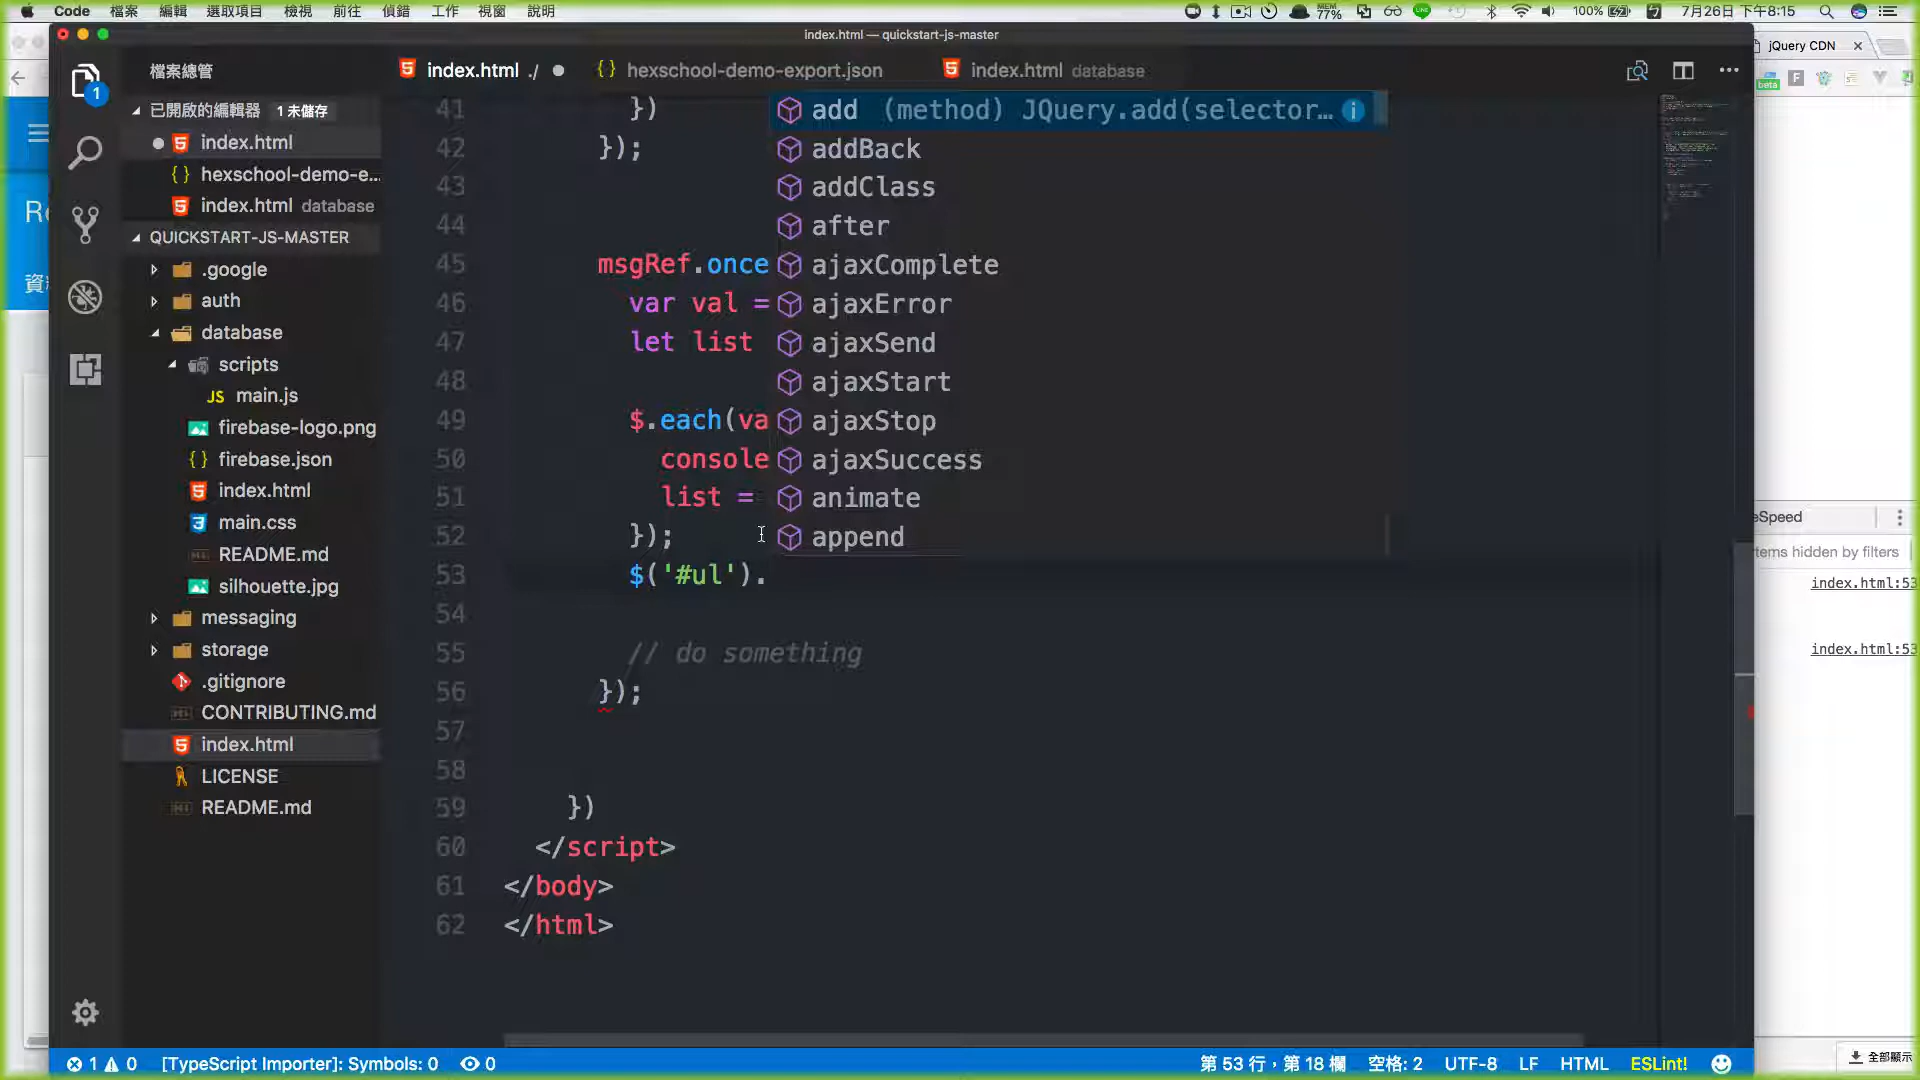 Code 檔案 編輯 選取項目 檢視 前往 偵錯 工作 視窗 說明
MEM 77% 100% 7月26日 下午8:15
index.html — quickstart-js-master
jQuery CDN
檔案總管
index.html ./
hexschool-demo-export.json
index.html database
beta
1
已開啟的編輯器 1 未儲存
index.html
hexschool-demo-e...
index.html database
QUICKSTART-JS-MASTER
.google
auth
database
scripts
main.js
firebase-logo.png
firebase.json
index.html
main.css
README.md
silhouette.jpg
messaging
storage
.gitignore
CONTRIBUTING.md
index.html
LICENSE
README.md
41 })
42 });
43
44
45 msgRef.once
46 var val =
47 let list
48
49 $.each(va
50 console
51 list =
52 });
53 $('#ul').
54
55 // do something
56 });
57
58
59 })
60 </script>
61 </body>
62 </html>
add (method) JQuery.add(selector…
addBack
addClass
after
ajaxComplete
ajaxError
ajaxSend
ajaxStart
ajaxStop
ajaxSuccess
animate
append
eSpeed
tems hidden by filters
index.html:53
index.html:53
全部顯示
1 0 [TypeScript Importer]: Symbols: 0 0
第 53 行，第 18 欄 空格: 2 UTF-8 LF HTML ESLint!